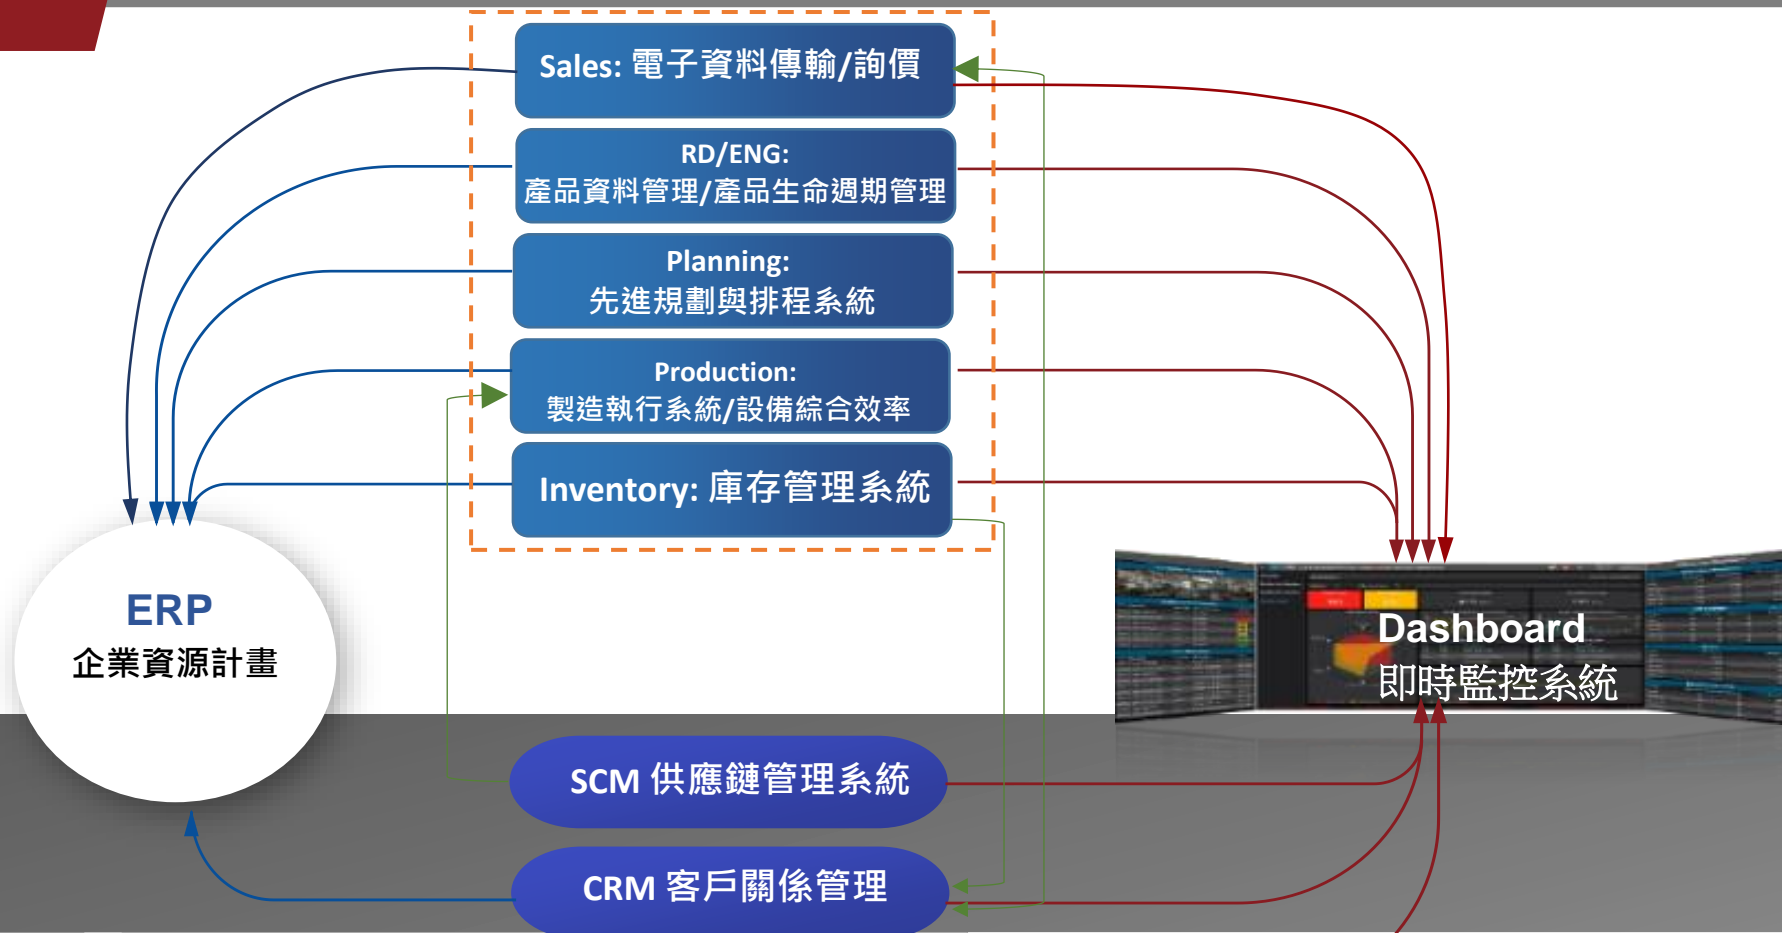 Sales: 電子資料傳輸/詢價
RD/ENG:
產品資料管理/產品生命週期管理
Planning:
先進規劃與排程系統
Production:
製造執行系統/設備綜合效率
Inventory: 庫存管理系統
ERP
企業資源計畫
Dashboard
即時監控系統
SCM 供應鏈管理系統
CRM 客戶關係管理